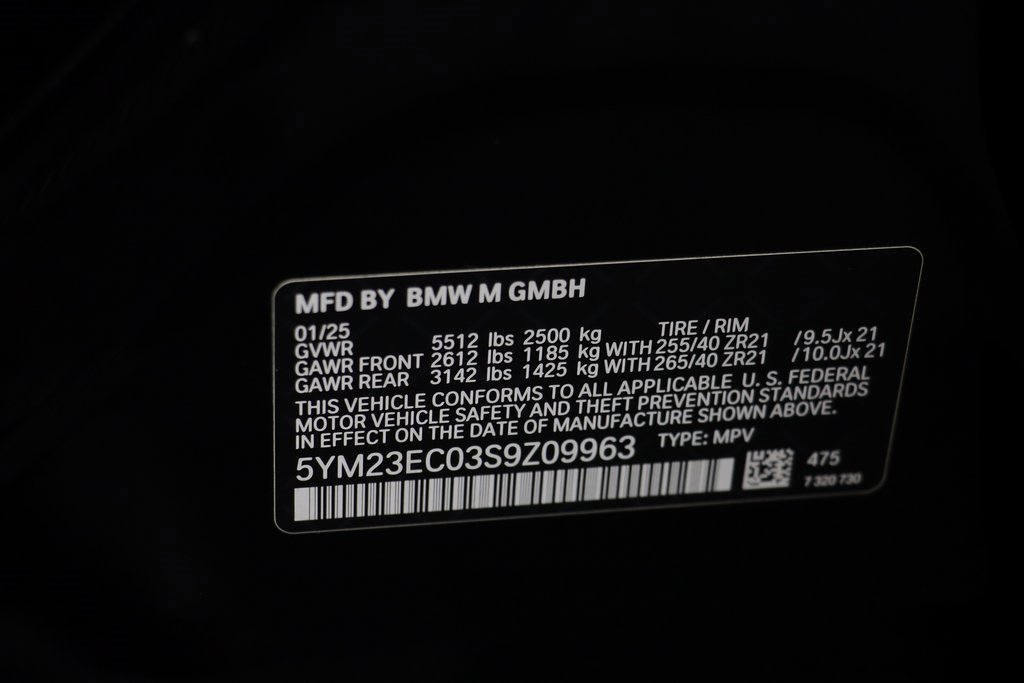 MFD BY BMW M GMBH
01/25 TIRE / RIM
GVWR 5512 lbs 2500 kg
GAWR FRONT 2612 lbs 1185 kg WITH 255/40 ZR21 /9.5Jx 21
GAWR REAR 3142 lbs 1425 kg WITH 265/40 ZR21 /10.0Jx 21
THIS VEHICLE CONFORMS TO ALL APPLICABLE U. S. FEDERAL
MOTOR VEHICLE SAFETY AND THEFT PREVENTION STANDARDS
IN EFFECT ON THE DATE OF MANUFACTURE SHOWN ABOVE.
5YM23EC03S9Z09963 TYPE: MPV
475
7 320 730